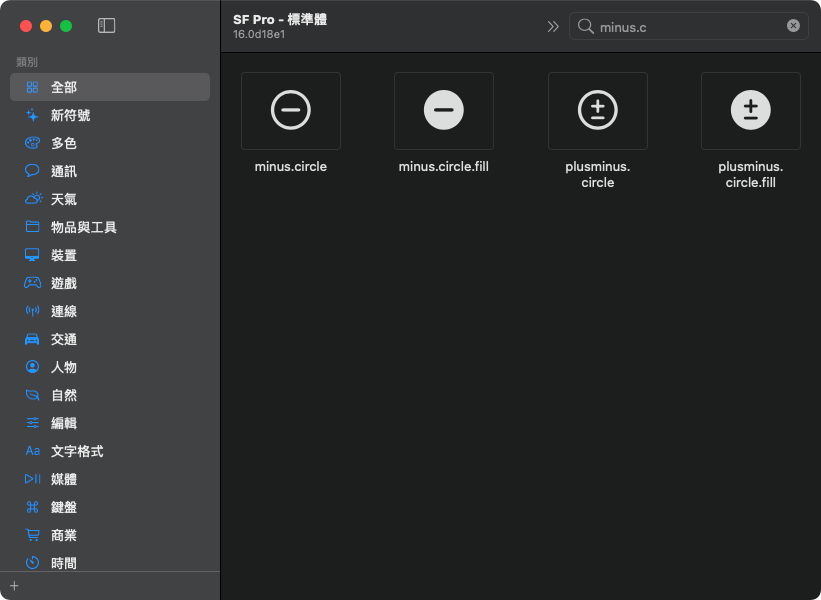 SF Pro – 標準體
16.0d18e1
minus.c
類別
全部
新符號
多色
通訊
天氣
物品與工具
裝置
遊戲
連線
交通
人物
自然
編輯
Aa 文字格式
媒體
鍵盤
商業
時間
minus.circle
minus.circle.fill
plusminus.
circle
plusminus.
circle.fill